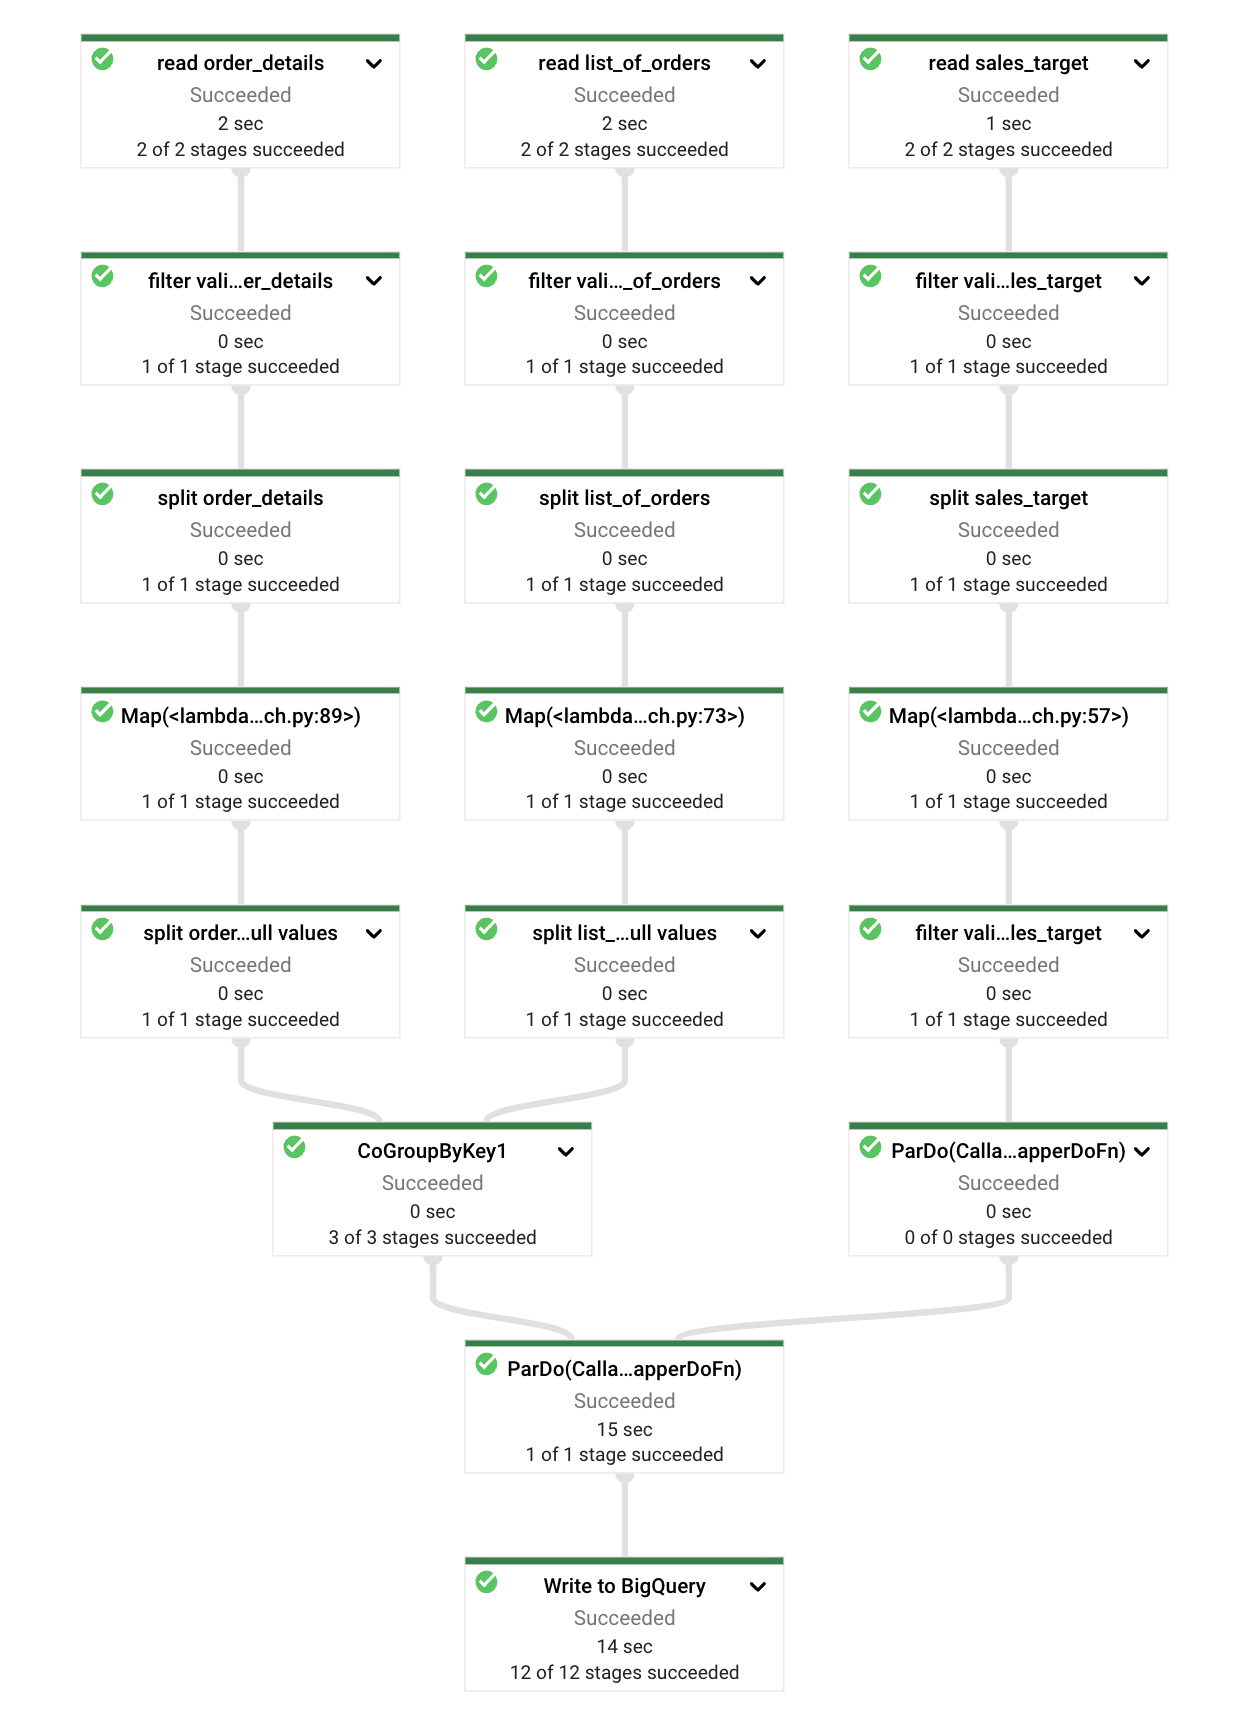 read order_details
Succeeded
2 sec
2 of 2 stages succeeded
read list_of_orders
Succeeded
2 sec
2 of 2 stages succeeded
read sales_target
Succeeded
1 sec
2 of 2 stages succeeded
filter vali...er_details
Succeeded
0 sec
1 of 1 stage succeeded
filter vali..._of_orders
Succeeded
0 sec
1 of 1 stage succeeded
filter vali...les_target
Succeeded
0 sec
1 of 1 stage succeeded
split order_details
Succeeded
0 sec
1 of 1 stage succeeded
split list_of_orders
Succeeded
0 sec
1 of 1 stage succeeded
split sales_target
Succeeded
0 sec
1 of 1 stage succeeded
Map(<lambda...ch.py:89>)
Succeeded
0 sec
1 of 1 stage succeeded
Map(<lambda...ch.py:73>)
Succeeded
0 sec
1 of 1 stage succeeded
Map(<lambda...ch.py:57>)
Succeeded
0 sec
1 of 1 stage succeeded
split order...ull values
Succeeded
0 sec
1 of 1 stage succeeded
split list_...ull values
Succeeded
0 sec
1 of 1 stage succeeded
filter vali...les_target
Succeeded
0 sec
1 of 1 stage succeeded
CoGroupByKey1
Succeeded
0 sec
3 of 3 stages succeeded
ParDo(Calla...apperDoFn)
Succeeded
0 sec
0 of 0 stages succeeded
ParDo(Calla...apperDoFn)
Succeeded
15 sec
1 of 1 stage succeeded
Write to BigQuery
Succeeded
14 sec
12 of 12 stages succeeded